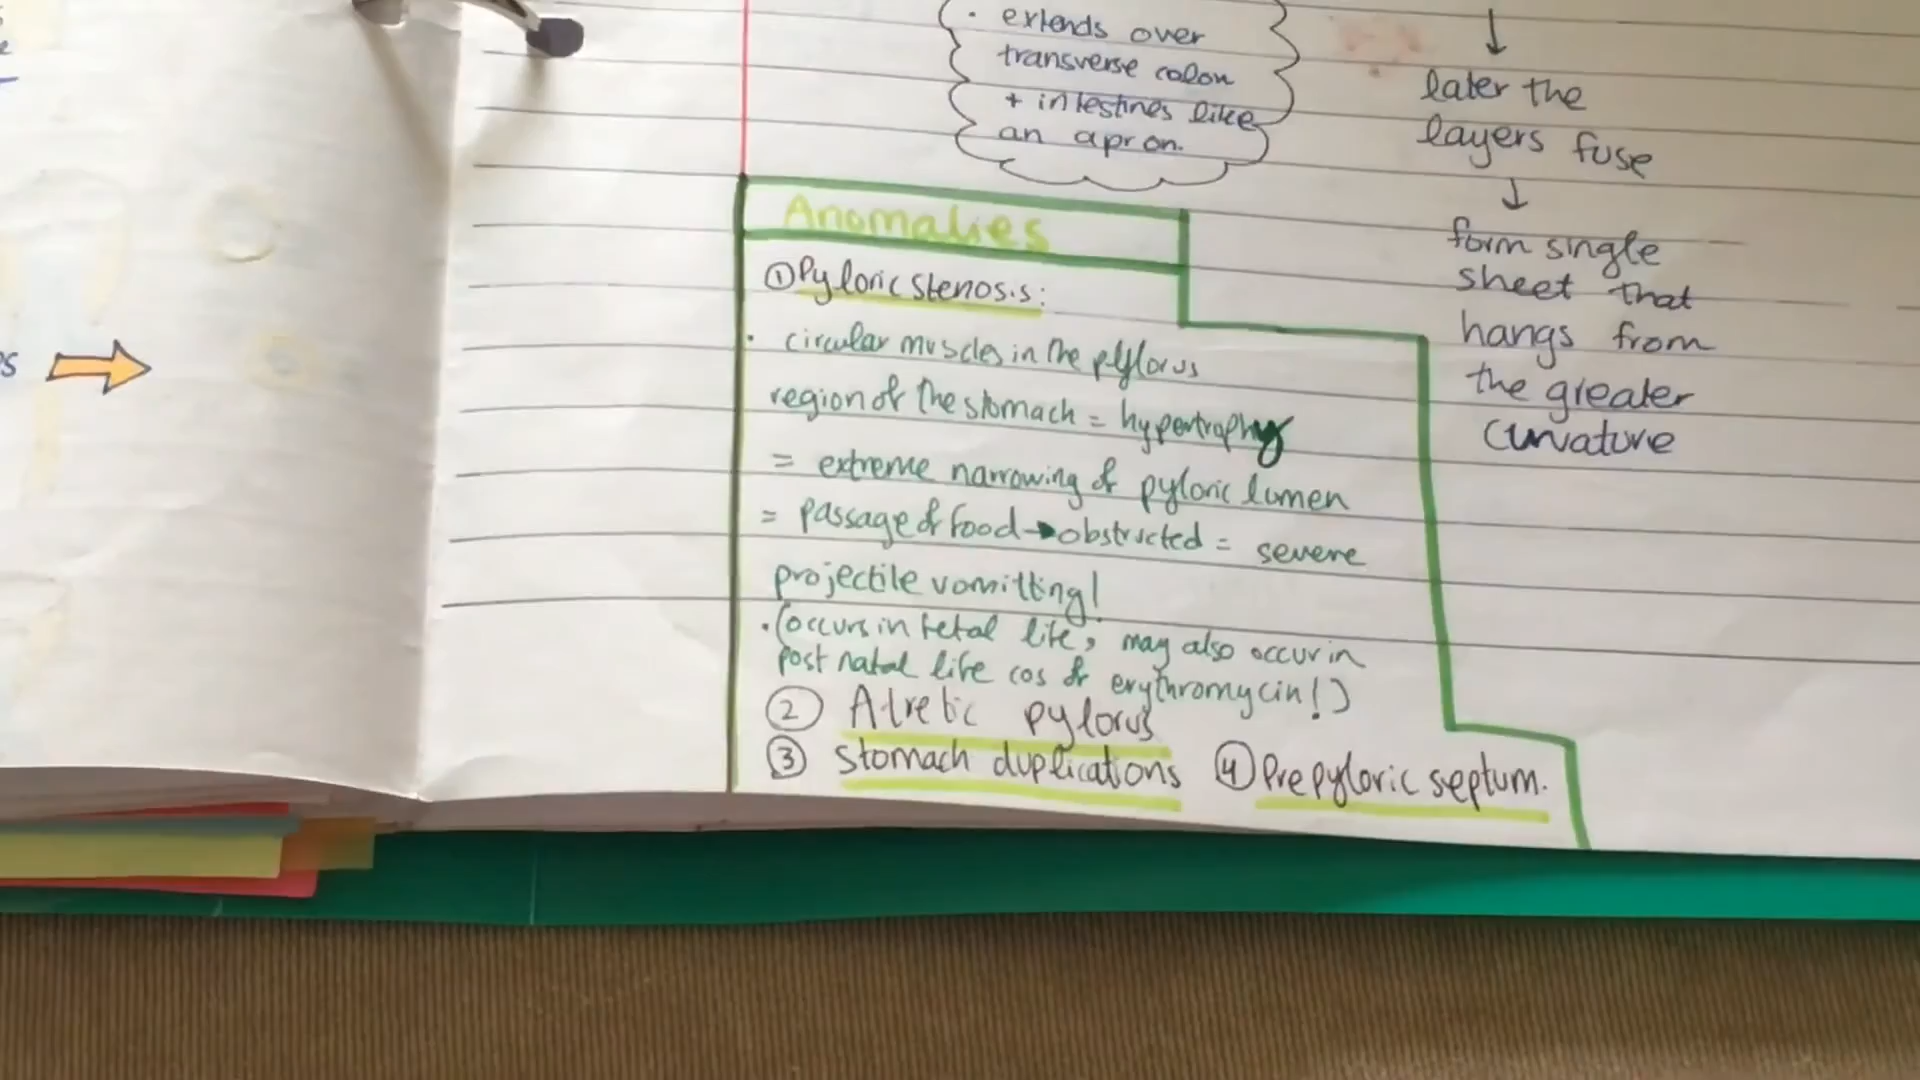 · extends over
transverse colon
+ intestines like
an apron.
↓
later the
layers fuse
↓
form single
sheet that
hangs from
the greater
curvature
Anomalies
① Pyloric stenosis:
· circular muscles in the pylorus
region of the stomach = hypertrophy
= extreme narrowing of pyloric lumen
= passage of food → obstructed = severe
projectile vomitting!
· (occurs in fetal life, may also occur in
post natal life cos of erythromycin!)
② Atretic pylorus
③ Stomach duplications ④ Prepyloric septum.